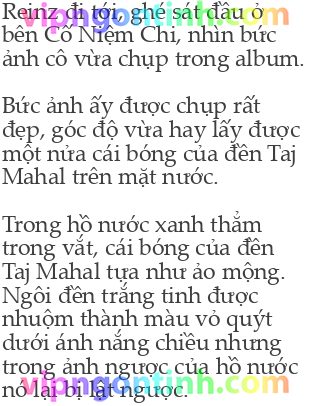 Reinz đi tới, ghé sát đầu ở
bên Cố Niệm Chi, nhìn bức
ảnh cô vừa chụp trong album.
Bức ảnh ấy được chụp rất
đẹp, góc độ vừa hay lấy được
một nửa cái bóng của đền Taj
Mahal trên mặt nước.
Trong hồ nước xanh thẳm
trong vắt, cái bóng của đền
Taj Mahal tựa như ảo mộng.
Ngôi đền trắng tinh được
nhuộm thành màu vỏ quýt
dưới ánh nắng chiều nhưng
trong ảnh ngược của hồ nước
nó lại bị lật ngược.
vipngontinh.com
vipngontinh.com